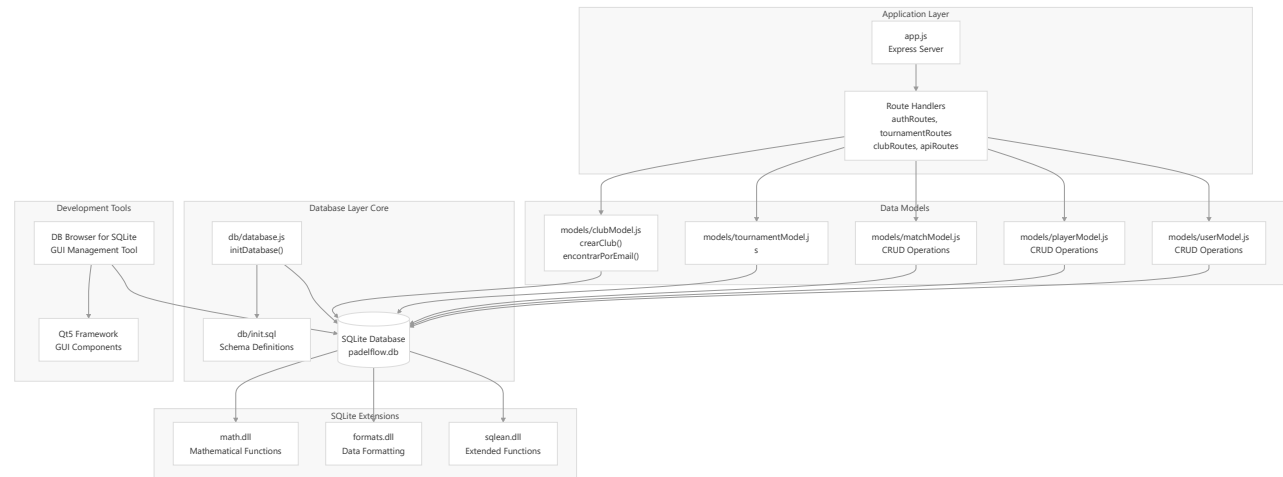 Application Layer
app.js
Express Server
Route Handlers
authRoutes,
tournamentRoutes
clubRoutes, apiRoutes
Development Tools
DB Browser for SQLite
GUI Management Tool
Qt5 Framework
GUI Components
Database Layer Core
db/database.js
initDatabase()
db/init.sql
Schema Definitions
SQLite Database
padelflow.db
Data Models
models/clubModel.js
crearClub()
encontrarPorEmail()
models/tournamentModel.j
s
models/matchModel.js
CRUD Operations
models/playerModel.js
CRUD Operations
models/userModel.js
CRUD Operations
SQLite Extensions
math.dll
Mathematical Functions
formats.dll
Data Formatting
sqlean.dll
Extended Functions